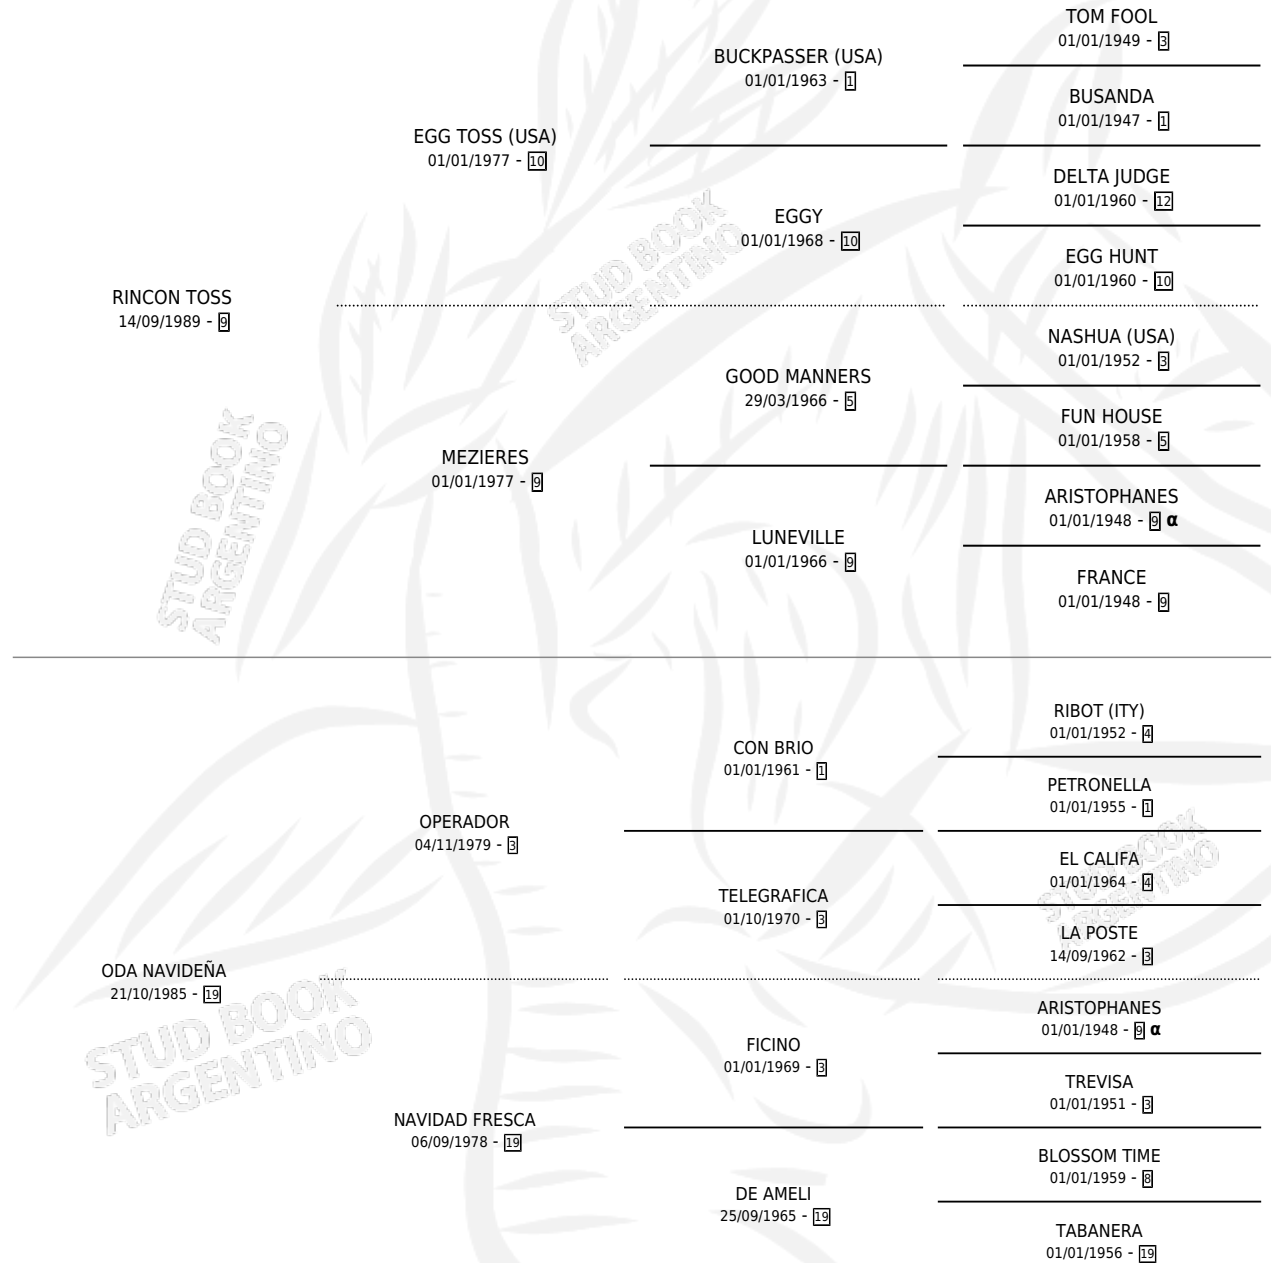 TOM FOOL
01/01/1949 - 3
BUCKPASSER (USA)
01/01/1963 - 1
BUSANDA
01/01/1947 - 1
EGG TOSS (USA)
01/01/1977 - 10
DELTA JUDGE
01/01/1960 - 12
EGGY
01/01/1968 - 10
EGG HUNT
01/01/1960 - 10
RINCON TOSS
14/09/1989 - 9
NASHUA (USA)
01/01/1952 - 3
GOOD MANNERS
29/03/1966 - 5
FUN HOUSE
01/01/1958 - 5
MEZIERES
01/01/1977 - 9
ARISTOPHANES
01/01/1948 - 9 α
LUNEVILLE
01/01/1966 - 9
FRANCE
01/01/1948 - 9
RIBOT (ITY)
01/01/1952 - 4
CON BRIO
01/01/1961 - 1
PETRONELLA
01/01/1955 - 1
OPERADOR
04/11/1979 - 3
EL CALIFA
01/01/1964 - 4
TELEGRAFICA
01/10/1970 - 3
LA POSTE
14/09/1962 - 3
ODA NAVIDEÑA
21/10/1985 - 19
ARISTOPHANES
01/01/1948 - 9 α
FICINO
01/01/1969 - 3
TREVISA
01/01/1951 - 3
NAVIDAD FRESCA
06/09/1978 - 19
BLOSSOM TIME
01/01/1959 - 8
DE AMELI
25/09/1965 - 19
TABANERA
01/01/1956 - 19
STUD BOOK
ARGENTINO
STUD BOOK
ARGENTINO
STUD BOOK
ARGENTINO
STUD BOOK
ARGENTINO